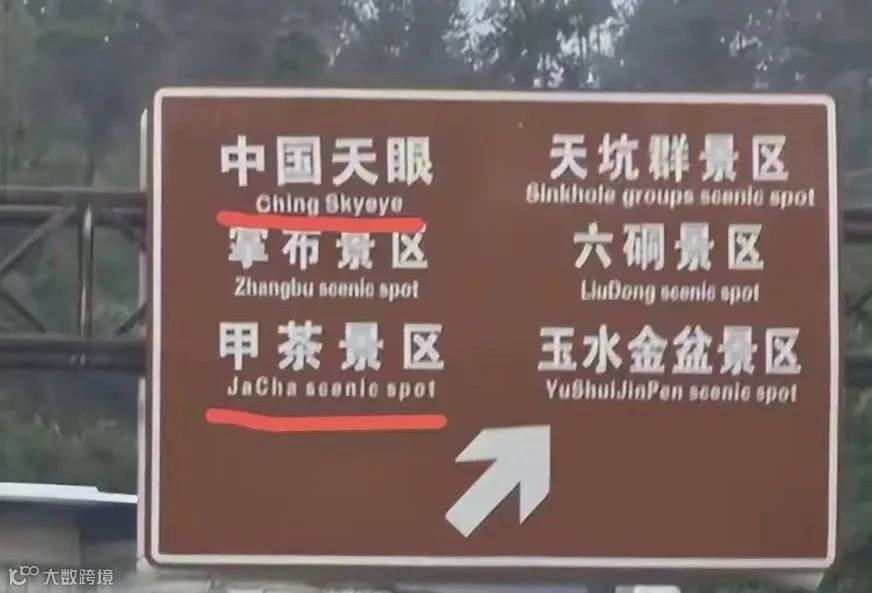 中国天眼
Ching Skyeye
掌布景区
Zhangbu scenic spot
甲茶景区
JaCha scenic spot
天坑群景区
Sinkhole groups scenic spot
六硐景区
LiuDong scenic spot
玉水金盆景区
YuShuiJinPen scenic spot
大数跨境